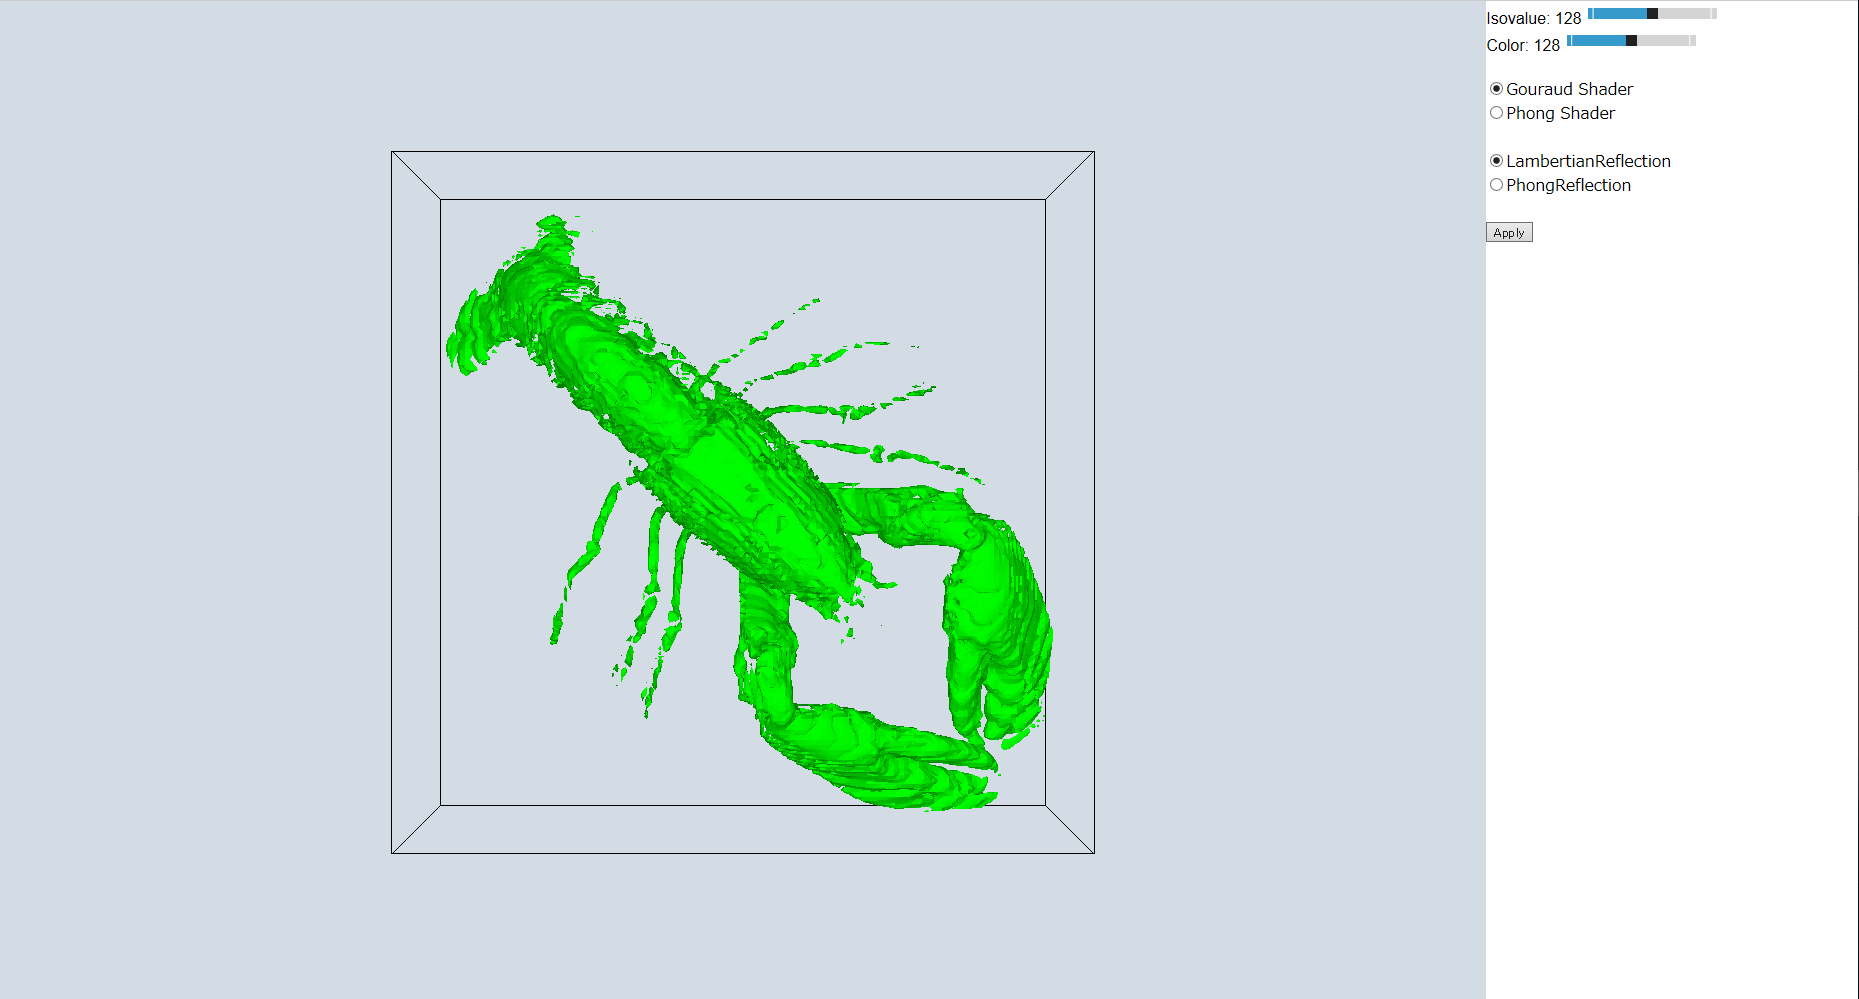 Isovalue: 128
Color: 128
Gouraud Shader
Phong Shader
LambertianReflection
PhongReflection
Apply